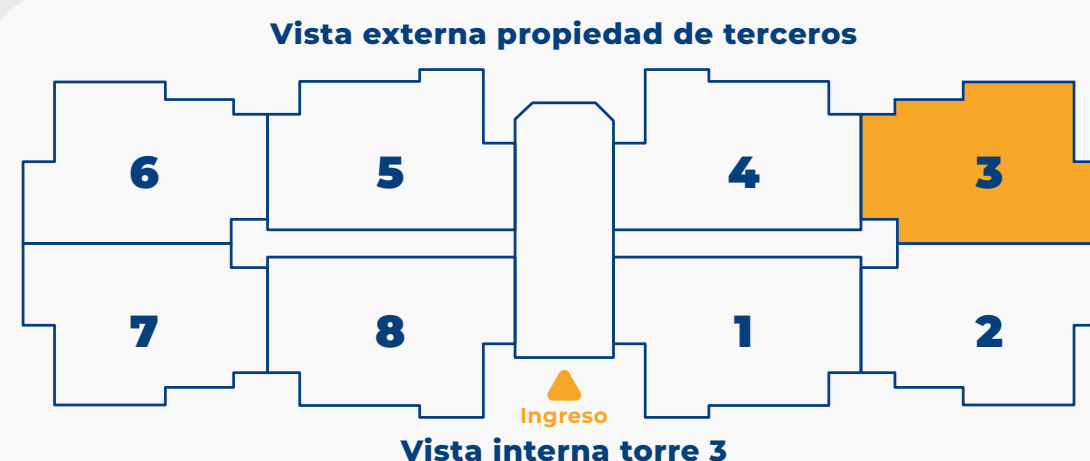 Vista externa propiedad de terceros
6 5 4 3
7 8 1 2
Ingreso
Vista interna torre 3